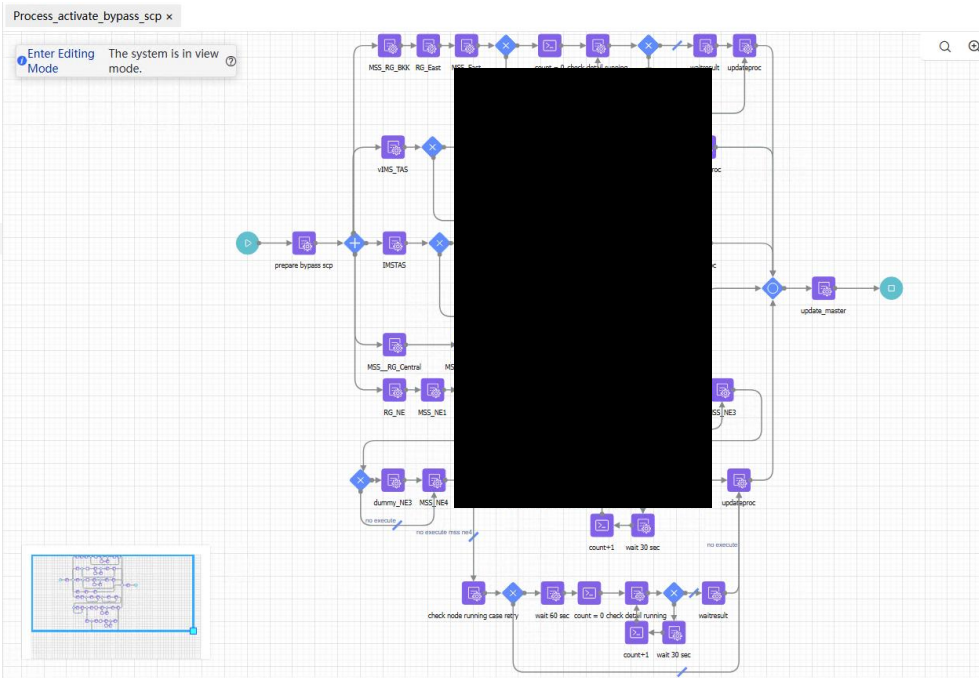 Process_activate_bypass_scp ×
Enter Editing The system is in view
Mode mode.
MSS_RG_BKK RG_East MSS_East count = 0 check detail running waitresult updateproc
vIMS_TAS
prepare bypass scp IMSTAS
update_master
MSS__RG_Central
RG_NE MSS_NE1
dummy_NE3 MSS_NE4 updateproc
no execute
no execute mss ne4
count+1 wait 30 sec no execute
check node running case retry wait 60 sec count = 0 check detail running waitresult
count+1 wait 30 sec